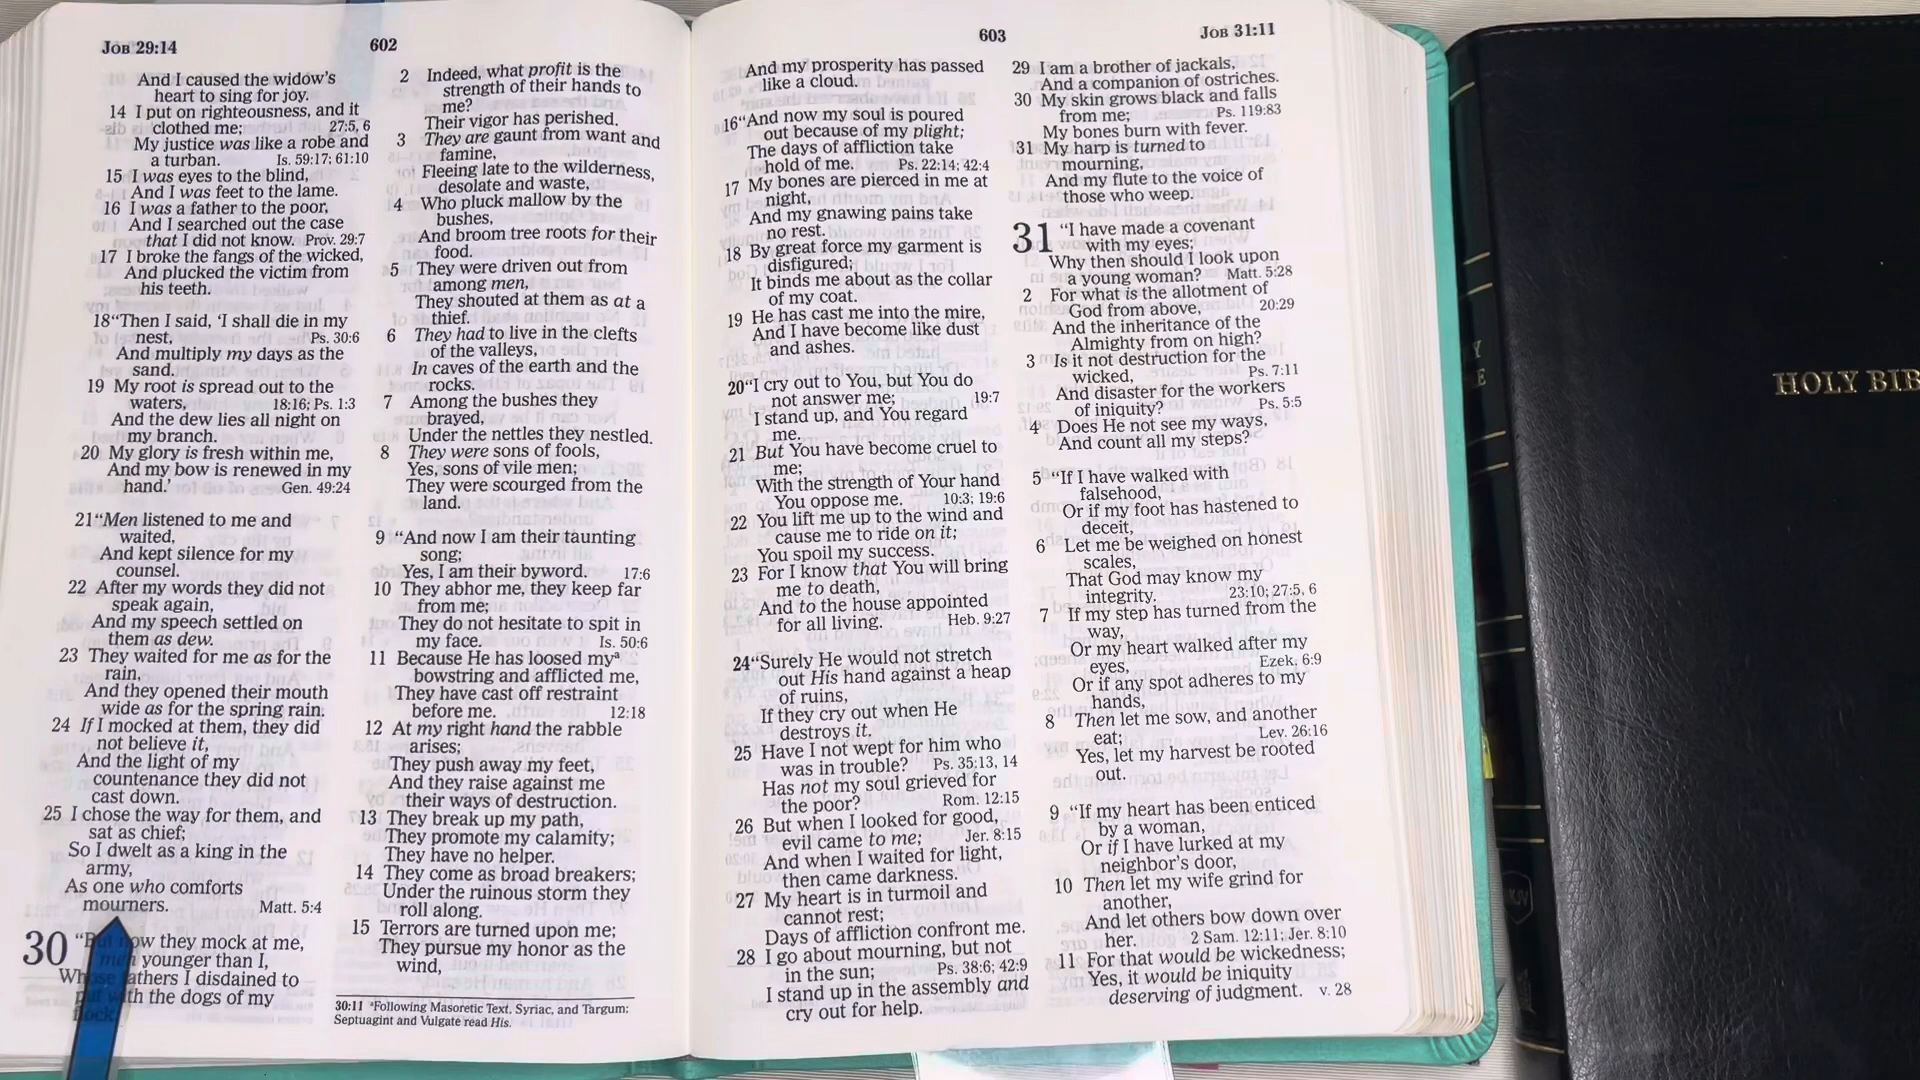 JOB 29:14
602
And I caused the widow's
heart to sing for joy.
14 I put on righteousness, and it
clothed me; 27:5, 6
My justice was like a robe and
a turban. Is. 59:17; 61:10
15 I was eyes to the blind,
And I was feet to the lame.
16 I was a father to the poor,
And I searched out the case
that I did not know. Prov. 29:7
17 I broke the fangs of the wicked,
And plucked the victim from
his teeth.
18 "Then I said, 'I shall die in my
nest, Ps. 30:6
And multiply my days as the
sand.
19 My root is spread out to the
waters, 18:16; Ps. 1:3
And the dew lies all night on
my branch.
20 My glory is fresh within me,
And my bow is renewed in my
hand.' Gen. 49:24
21 "Men listened to me and
waited,
And kept silence for my
counsel.
22 After my words they did not
speak again,
And my speech settled on
them as dew.
23 They waited for me as for the
rain,
And they opened their mouth
wide as for the spring rain.
24 If I mocked at them, they did
not believe it,
And the light of my
countenance they did not
cast down.
25 I chose the way for them, and
sat as chief;
So I dwelt as a king in the
army,
As one who comforts
mourners. Matt. 5:4
30 "But now they mock at me,
men younger than I,
Whose fathers I disdained to
put with the dogs of my
flock.
2 Indeed, what profit is the
strength of their hands to
me?
Their vigor has perished.
3 They are gaunt from want and
famine,
Fleeing late to the wilderness,
desolate and waste,
4 Who pluck mallow by the
bushes,
And broom tree roots for their
food.
5 They were driven out from
among men,
They shouted at them as at a
thief.
6 They had to live in the clefts
of the valleys,
In caves of the earth and the
rocks.
7 Among the bushes they
brayed,
Under the nettles they nestled.
8 They were sons of fools,
Yes, sons of vile men;
They were scourged from the
land.
9 "And now I am their taunting
song;
Yes, I am their byword. 17:6
10 They abhor me, they keep far
from me;
They do not hesitate to spit in
my face. Is. 50:6
11 Because He has loosed myª
bowstring and afflicted me,
They have cast off restraint
before me. 12:18
12 At my right hand the rabble
arises;
They push away my feet,
And they raise against me
their ways of destruction.
13 They break up my path,
They promote my calamity;
They have no helper.
14 They come as broad breakers;
Under the ruinous storm they
roll along.
15 Terrors are turned upon me;
They pursue my honor as the
wind,
30:11 ªFollowing Masoretic Text, Syriac, and Targum;
Septuagint and Vulgate read His.
603
JOB 31:11
And my prosperity has passed
like a cloud.
16 "And now my soul is poured
out because of my plight;
The days of affliction take
hold of me. Ps. 22:14; 42:4
17 My bones are pierced in me at
night,
And my gnawing pains take
no rest.
18 By great force my garment is
disfigured;
It binds me about as the collar
of my coat.
19 He has cast me into the mire,
And I have become like dust
and ashes.
20 "I cry out to You, but You do
not answer me; 19:7
I stand up, and You regard
me.
21 But You have become cruel to
me;
With the strength of Your hand
You oppose me. 10:3; 19:6
22 You lift me up to the wind and
cause me to ride on it;
You spoil my success.
23 For I know that You will bring
me to death,
And to the house appointed
for all living. Heb. 9:27
24 "Surely He would not stretch
out His hand against a heap
of ruins,
If they cry out when He
destroys it.
25 Have I not wept for him who
was in trouble? Ps. 35:13, 14
Has not my soul grieved for
the poor? Rom. 12:15
26 But when I looked for good,
evil came to me; Jer. 8:15
And when I waited for light,
then came darkness.
27 My heart is in turmoil and
cannot rest;
Days of affliction confront me.
28 I go about mourning, but not
in the sun; Ps. 38:6; 42:9
I stand up in the assembly and
cry out for help.
29 I am a brother of jackals,
And a companion of ostriches.
30 My skin grows black and falls
from me; Ps. 119:83
My bones burn with fever.
31 My harp is turned to
mourning,
And my flute to the voice of
those who weep.
31 "I have made a covenant
with my eyes;
Why then should I look upon
a young woman? Matt. 5:28
2 For what is the allotment of
God from above, 20:29
And the inheritance of the
Almighty from on high?
3 Is it not destruction for the
wicked, Ps. 7:11
And disaster for the workers
of iniquity? Ps. 5:5
4 Does He not see my ways,
And count all my steps?
5 "If I have walked with
falsehood,
Or if my foot has hastened to
deceit,
6 Let me be weighed on honest
scales,
That God may know my
integrity. 23:10; 27:5, 6
7 If my step has turned from the
way,
Or my heart walked after my
eyes, Ezek. 6:9
Or if any spot adheres to my
hands,
8 Then let me sow, and another
eat; Lev. 26:16
Yes, let my harvest be rooted
out.
9 "If my heart has been enticed
by a woman,
Or if I have lurked at my
neighbor's door,
10 Then let my wife grind for
another,
And let others bow down over
her. 2 Sam. 12:11; Jer. 8:10
11 For that would be wickedness;
Yes, it would be iniquity
deserving of judgment. v. 28
HOLY BIB
NKJV